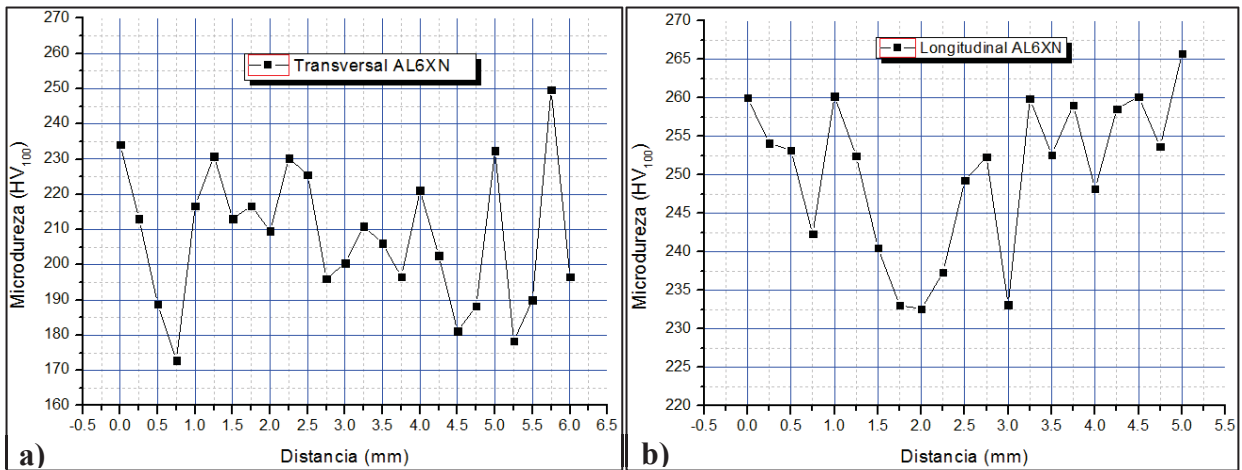 270
260
250
240
230
220
210
200
190
180
170
160
Microdureza (HV100)
Transversal AL6XN
-0.5 0.0 0.5 1.0 1.5 2.0 2.5 3.0 3.5 4.0 4.5 5.0 5.5 6.0 6.5
Distancia (mm)
a)
270
265
260
255
250
245
240
235
230
225
220
Microdureza (HV100)
Longitudinal AL6XN
-0.5 0.0 0.5 1.0 1.5 2.0 2.5 3.0 3.5 4.0 4.5 5.0 5.5
Distancia (mm)
b)